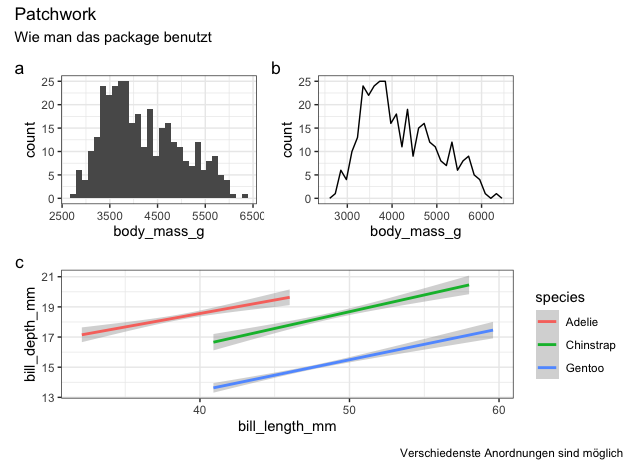 Patchwork
Wie man das package benutzt
a
25
20
15
10
5
0
count
2500 3500 4500 5500 6500
body_mass_g
b
25
20
15
10
5
0
count
3000 4000 5000 6000
body_mass_g
c
21
19
17
15
13
bill_depth_mm
40 50 60
bill_length_mm
species
Adelie
Chinstrap
Gentoo
Verschiedenste Anordnungen sind möglich